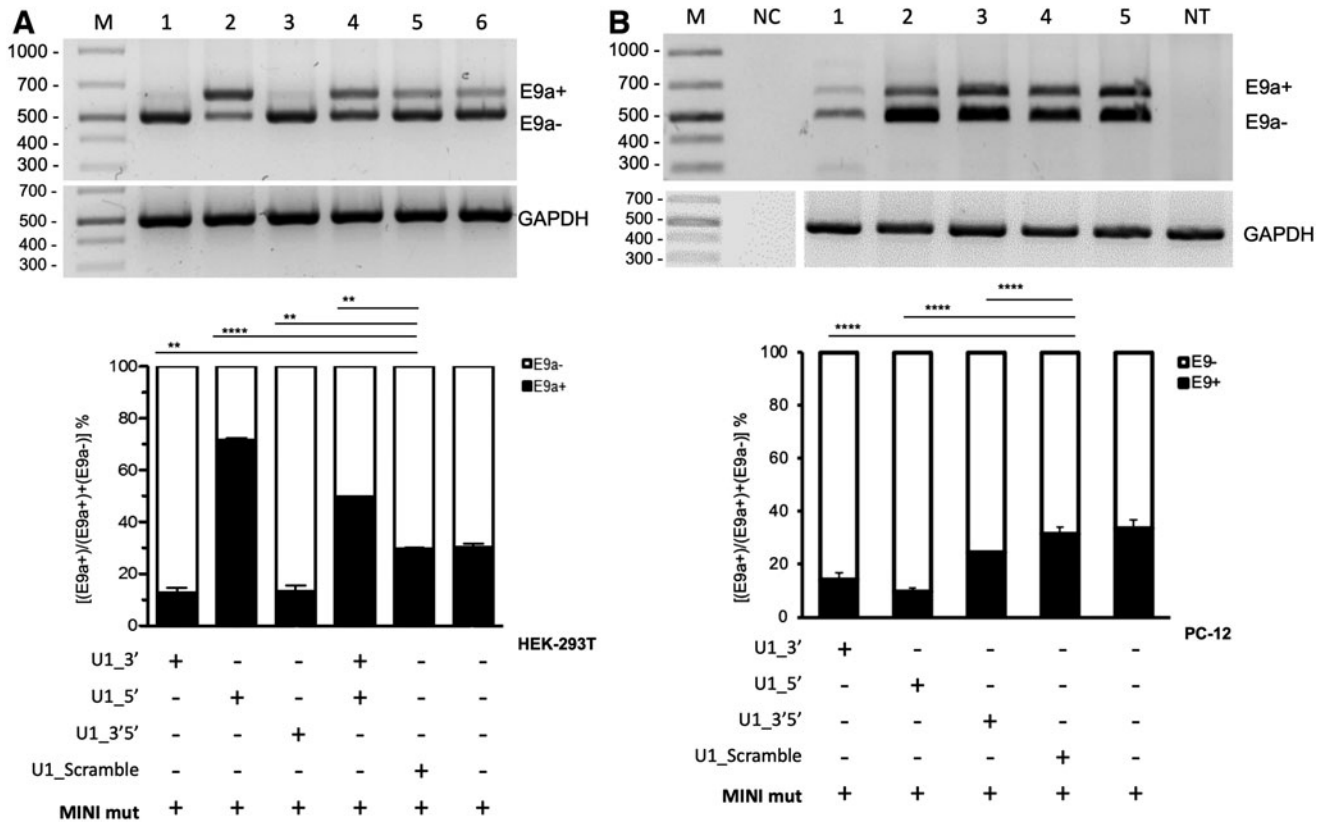 A
M 1 2 3 4 5 6
1000 -
700 -
500 -
400 -
300 -
E9a+
E9a-
700 -
500 -
400 -
300 -
GAPDH
**
**
****
**
[(E9a+)/(E9a+)+(E9a-)] %
100
80
60
40
20
0
E9a-
E9a+
HEK-293T
U1_3' + - - + - -
U1_5' - + - + - -
U1_3'5' - - + - - -
U1_Scramble - - - - + -
MINI mut + + + + + +
B
M NC 1 2 3 4 5 NT
1000 -
700 -
500 -
400 -
300 -
E9a+
E9a-
700 -
500 -
400 -
300 -
GAPDH
****
****
****
[(E9a+)/(E9a+)+(E9a-)] %
100
80
60
40
20
0
E9-
E9+
PC-12
U1_3' + - - - -
U1_5' - + - - -
U1_3'5' - - + - -
U1_Scramble - - - + -
MINI mut + + + + +